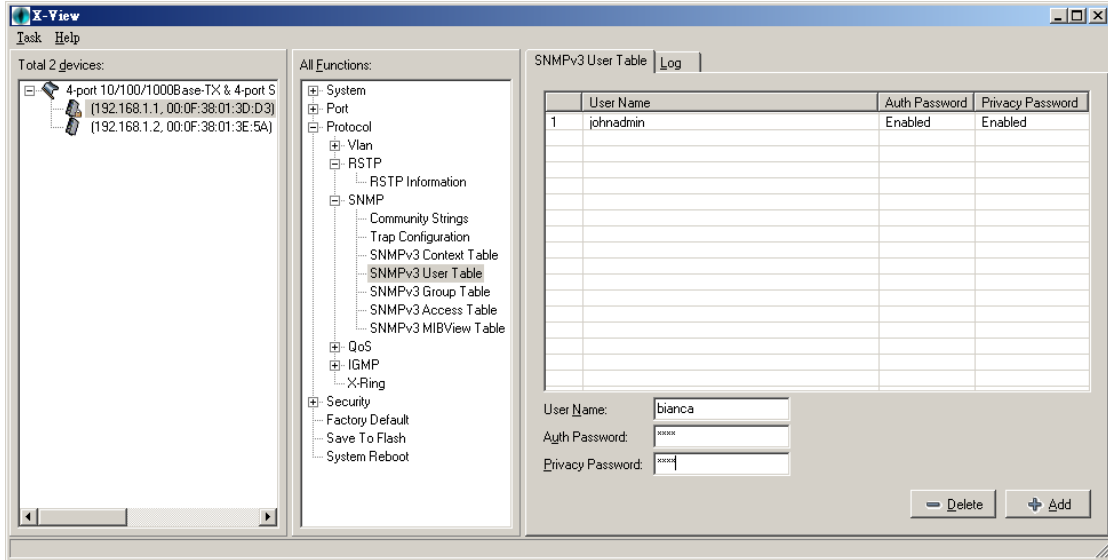 X-View
Task Help
Total 2 devices:
4-port 10/100/1000Base-TX & 4-port S
(192.168.1.1, 00:0F:38:01:3D:D3)
(192.168.1.2, 00:0F:38:01:3E:5A)
All Functions:
System
Port
Protocol
Vlan
RSTP
RSTP Information
SNMP
Community Strings
Trap Configuration
SNMPv3 Context Table
SNMPv3 User Table
SNMPv3 Group Table
SNMPv3 Access Table
SNMPv3 MIBView Table
QoS
IGMP
X-Ring
Security
Factory Default
Save To Flash
System Reboot
SNMPv3 User Table Log
User Name Auth Password Privacy Password
1 johnadmin Enabled Enabled
User Name: bianca
Auth Password: ****
Privacy Password: ****
Delete Add